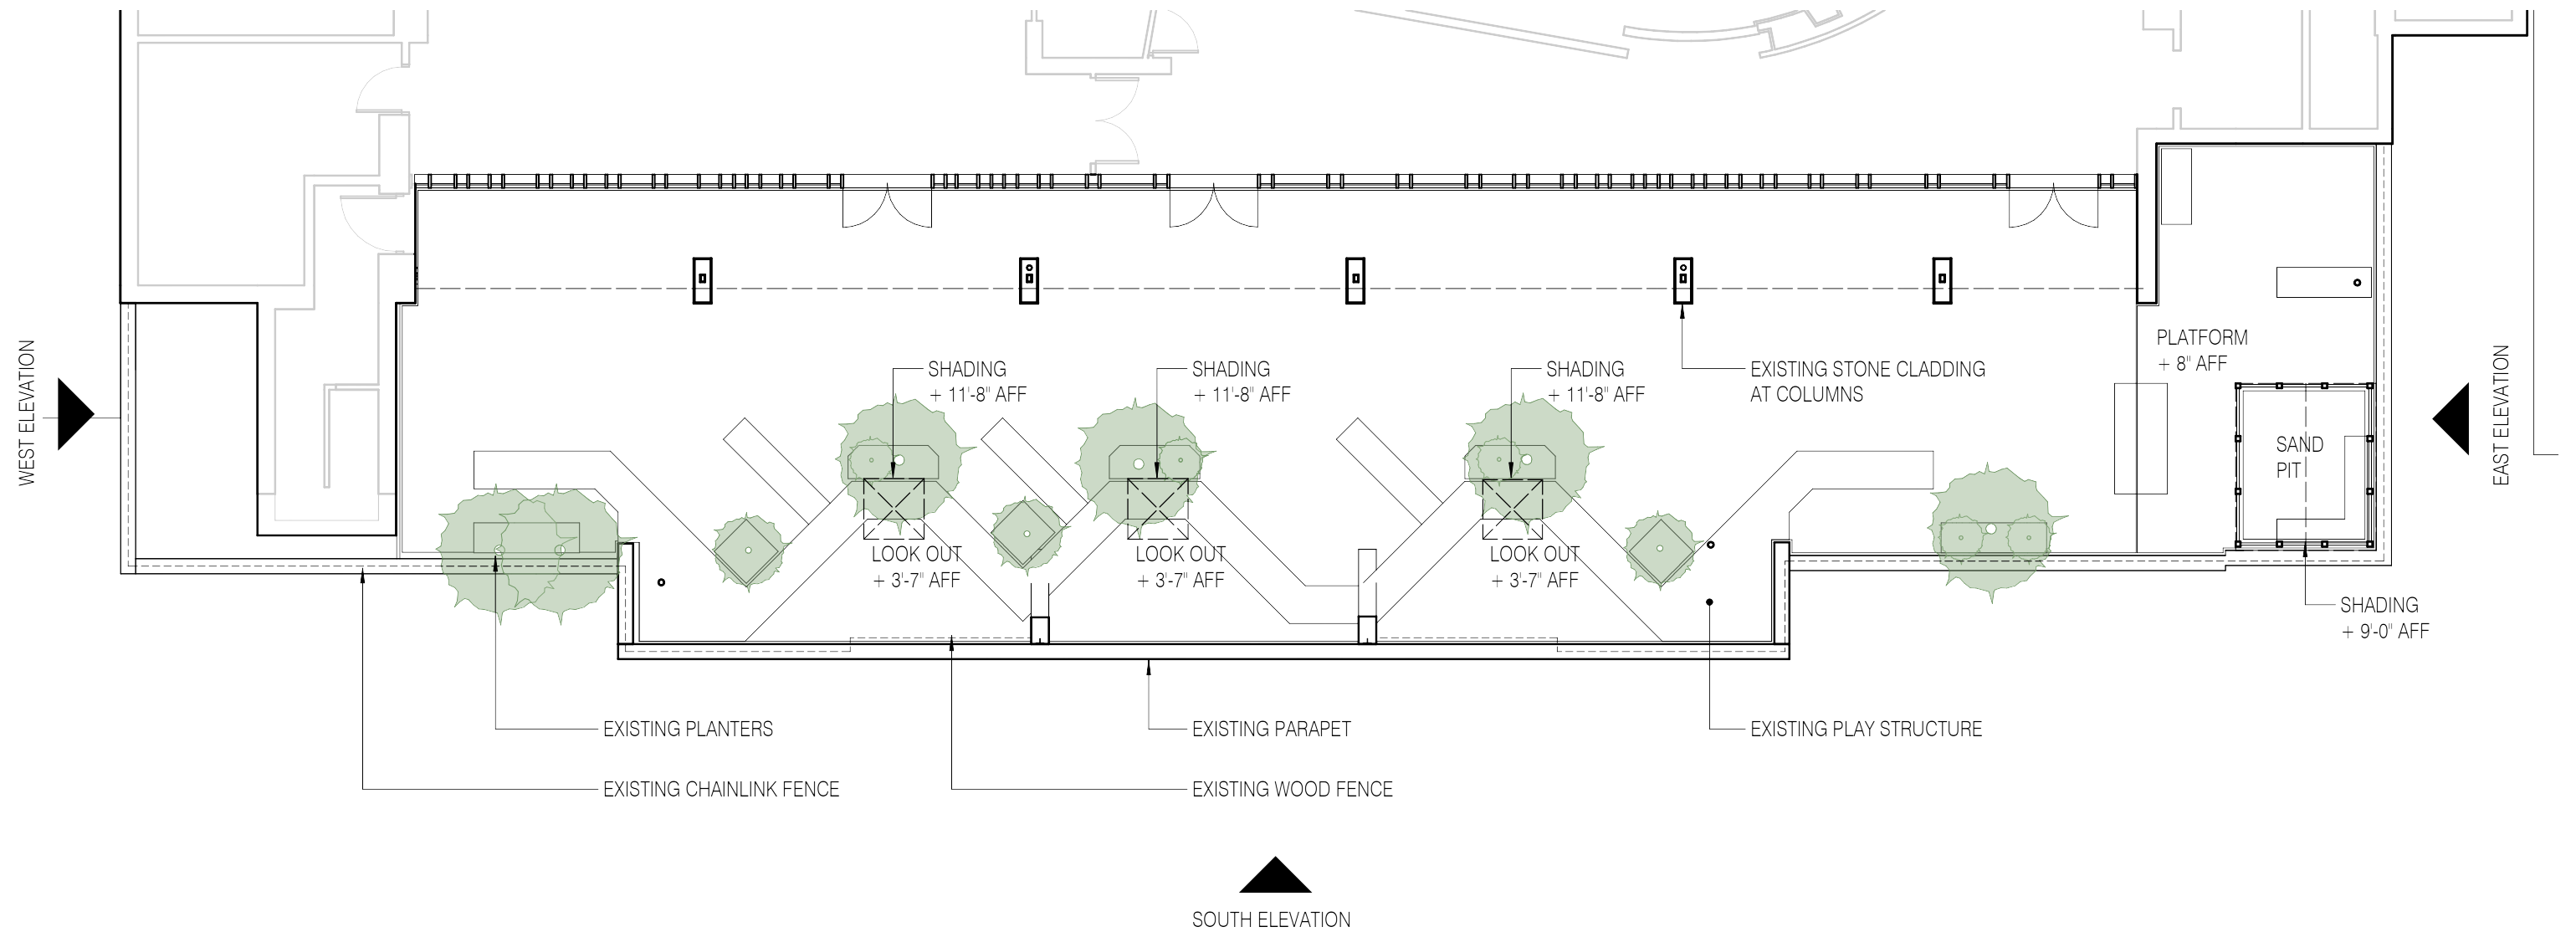 WEST ELEVATION
SHADING
+ 11'-8" AFF
SHADING
+ 11'-8" AFF
SHADING
+ 11'-8" AFF
EXISTING STONE CLADDING
AT COLUMNS
PLATFORM
+ 8" AFF
EAST ELEVATION
SAND
PIT
LOOK OUT
+ 3'-7" AFF
LOOK OUT
+ 3'-7" AFF
LOOK OUT
+ 3'-7" AFF
SHADING
+ 9'-0" AFF
EXISTING PLANTERS
EXISTING PARAPET
EXISTING PLAY STRUCTURE
EXISTING CHAINLINK FENCE
EXISTING WOOD FENCE
SOUTH ELEVATION